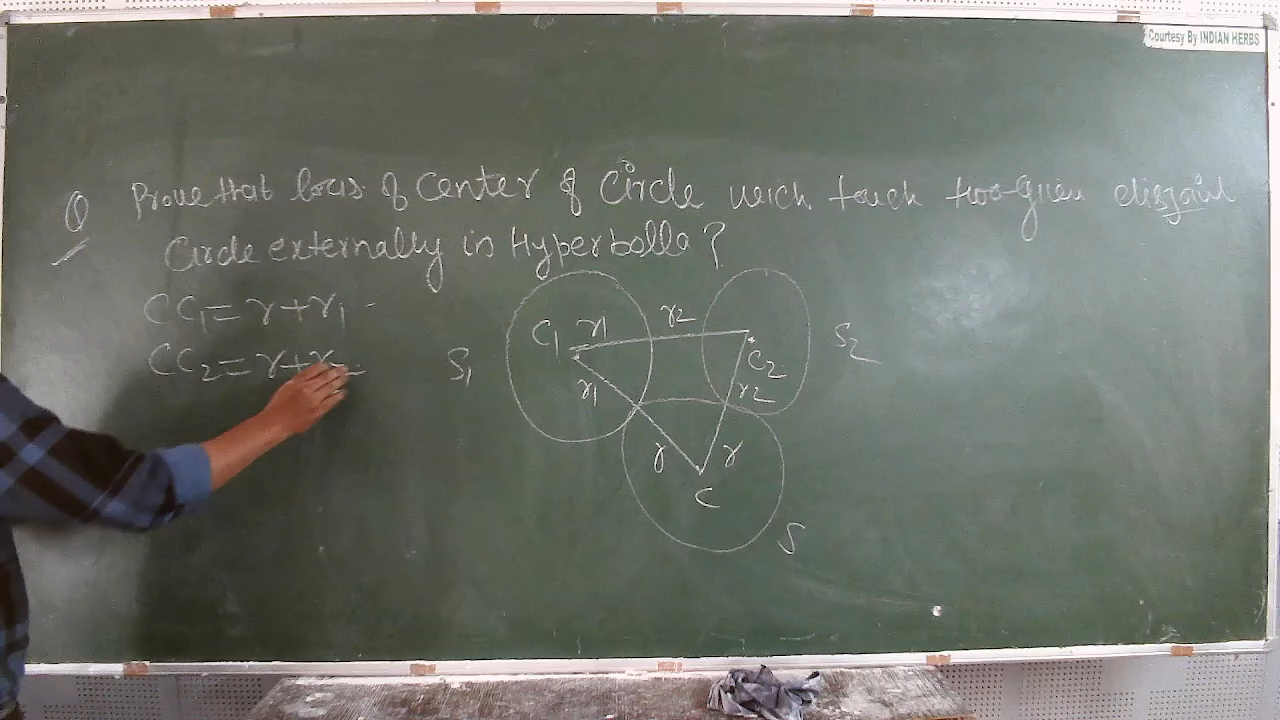 Courtesy By INDIAN HERBS
Q Prove that locus of Center of Circle wich touch two given disjoint
Circle externally in Hyperbolla ?
CC₁ = r + r₁
CC₂ = r + r₂
S₁
C₁ r₁ r₂
C₂
S₂
r₁ r₂
r r
C
S